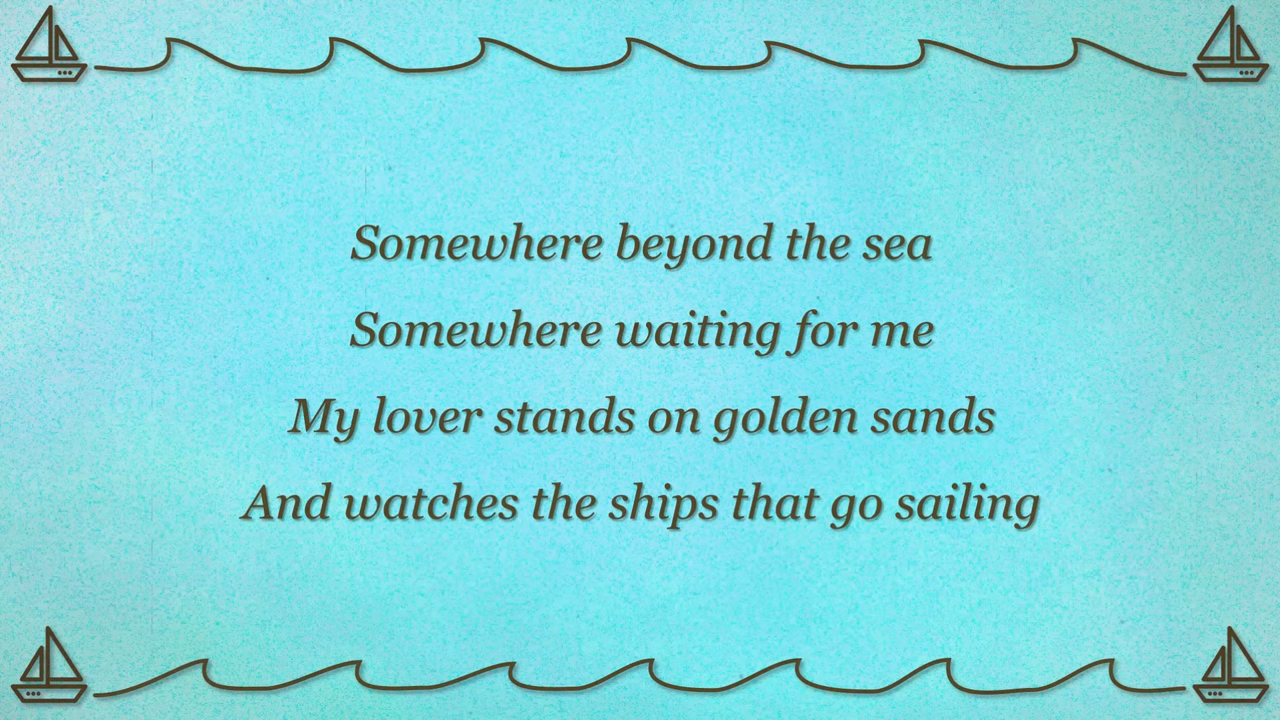 Somewhere beyond the sea
Somewhere waiting for me
My lover stands on golden sands
And watches the ships that go sailing